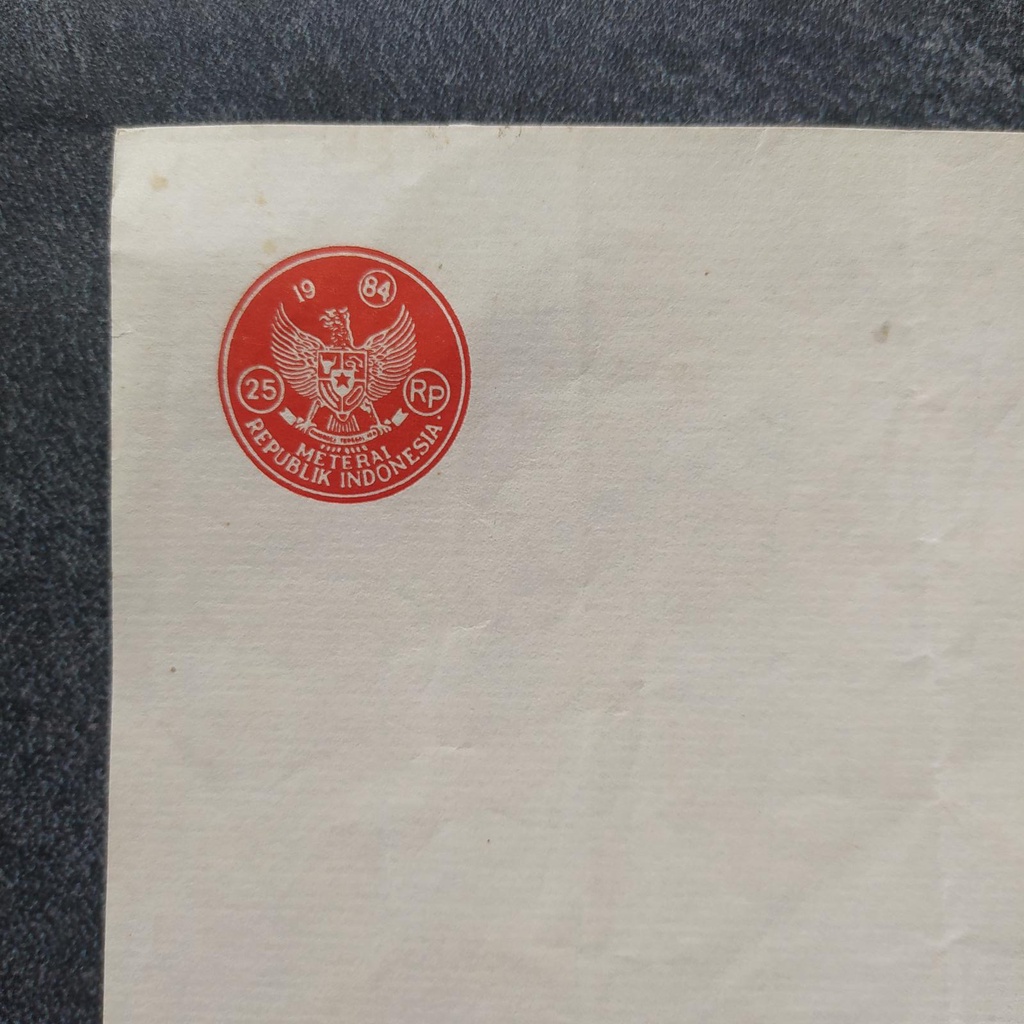 19 84
25 RP
METERAI
REPUBLIK INDONESIA